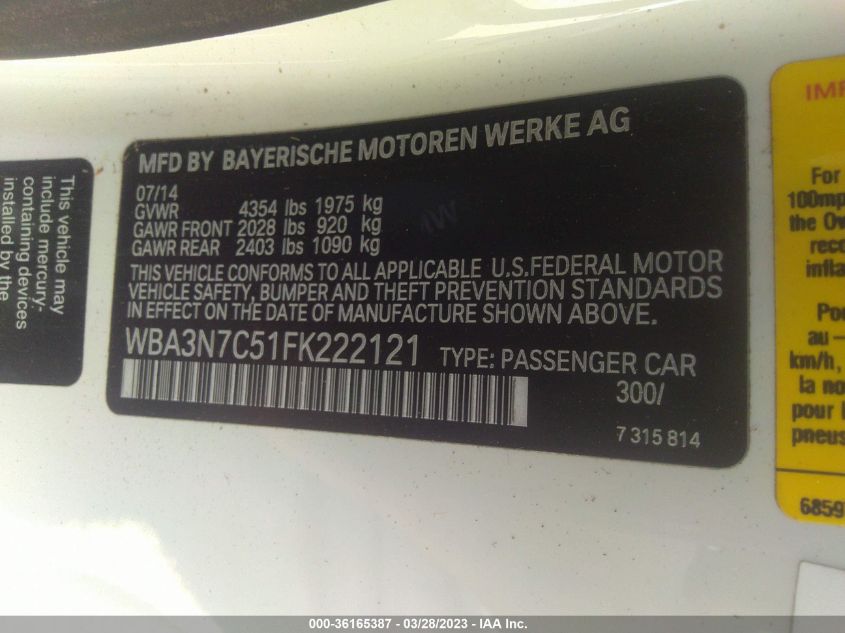 MFD BY BAYERISCHE MOTOREN WERKE AG
07/14
GVWR 4354 lbs 1975 kg
GAWR FRONT 2028 lbs 920 kg
GAWR REAR 2403 lbs 1090 kg
THIS VEHICLE CONFORMS TO ALL APPLICABLE U.S.FEDERAL MOTOR
VEHICLE SAFETY, BUMPER AND THEFT PREVENTION STANDARDS
IN EFFECT ON THE DATE OF MANUFACTURE SHOWN ABOVE.
WBA3N7C51FK222121 TYPE: PASSENGER CAR
300/
7 315 814
This vehicle may
include mercury-
containing devices
installed by the
For
100mp
the Ow
reco
infla
au –
km/h,
la no
pour
pneus
6859
000-36165387 - 03/28/2023 - IAA Inc.